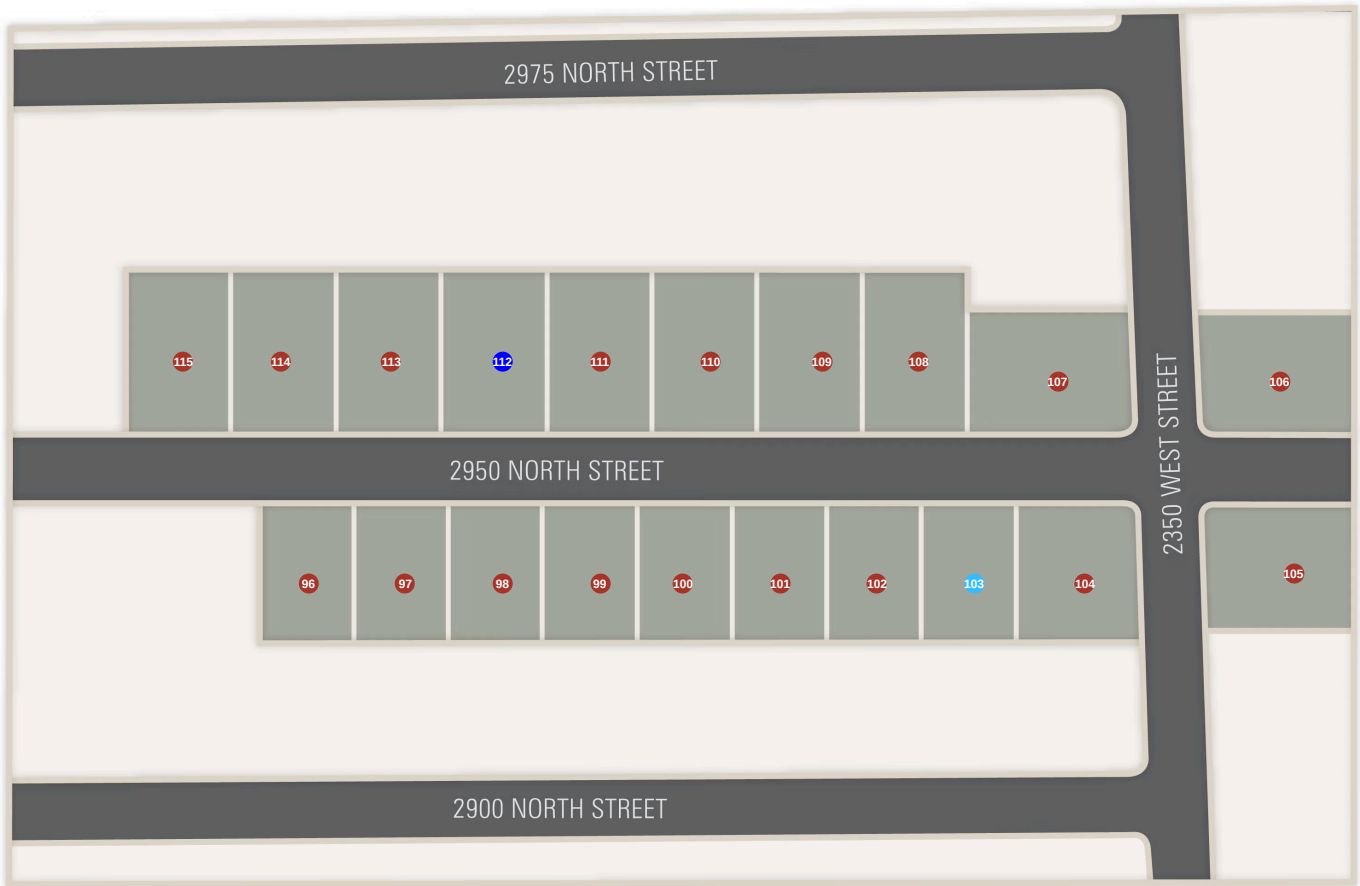 2975 NORTH STREET
115 114 113 112 111 110 109 108 107 106
2350 WEST STREET
2950 NORTH STREET
96 97 98 99 100 101 102 103 104 105
2900 NORTH STREET